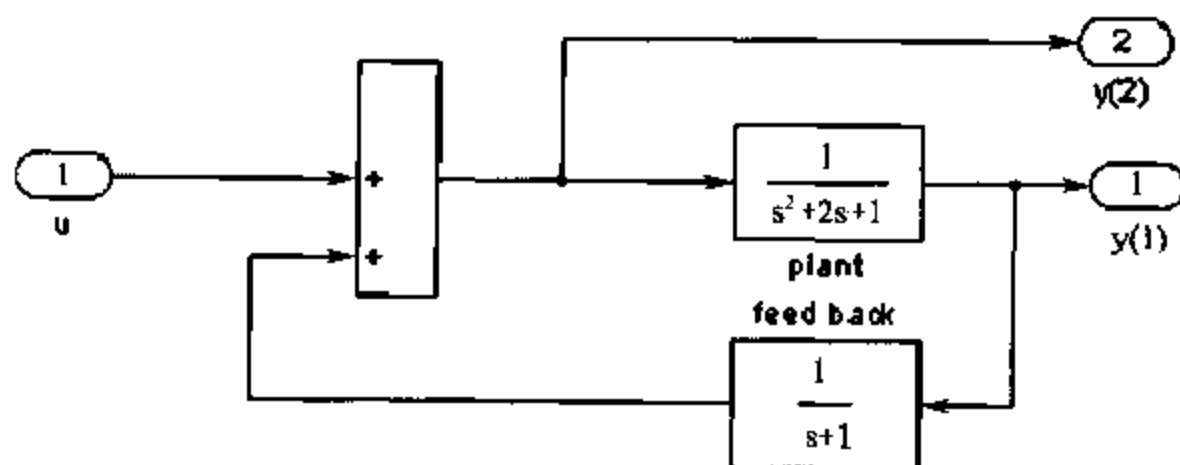 2
y(2)
1
u
+
+
1
s²+2s+1
plant
1
y(1)
feed back
1
s+1